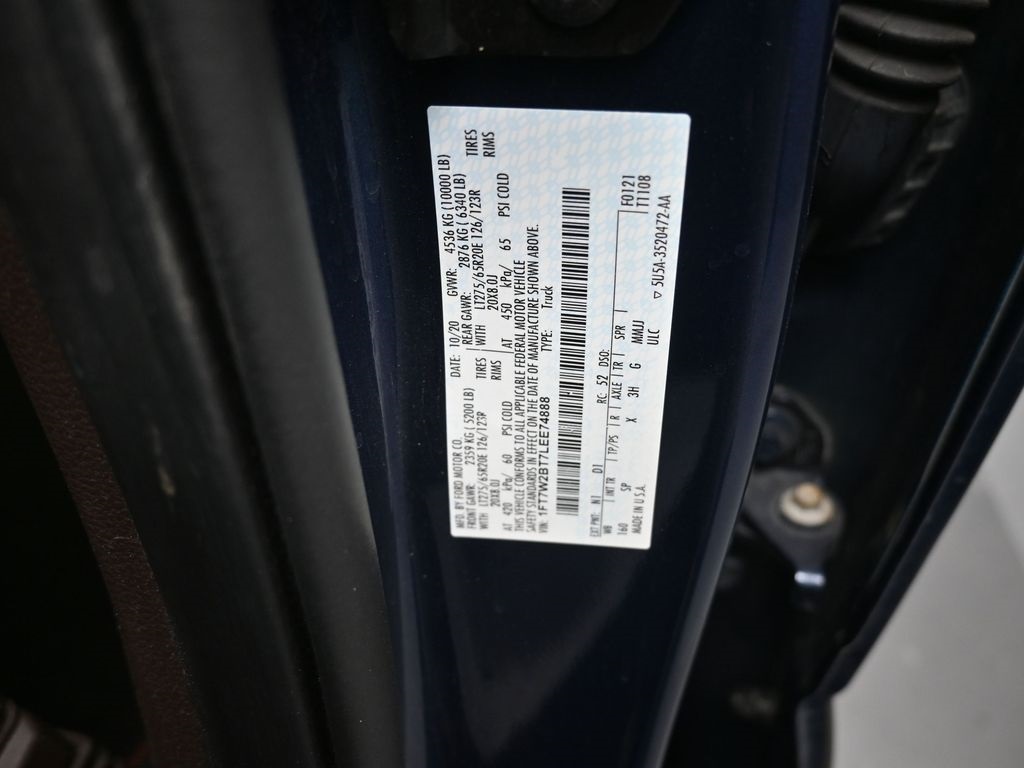 MFD. BY FORD MOTOR CO.
DATE: 10/20 GVWR: 4536 KG (10000 LB)
FRONT GAWR: 2359 KG ( 5200 LB) REAR GAWR: 2876 KG ( 6340 LB)
WITH LT275/65R20E 126/123R TIRES WITH LT275/65R20E 126/123R TIRES
20X8.0J RIMS 20X8.0J RIMS
AT 420 kPa/ 60 PSI COLD AT 450 kPa/ 65 PSI COLD
THIS VEHICLE CONFORMS TO ALL APPLICABLE FEDERAL MOTOR VEHICLE
SAFETY STANDARDS IN EFFECT ON THE DATE OF MANUFACTURE SHOWN ABOVE.
VIN: 1FT7W2BT7LEE74888 TYPE: Truck
EXT PNT: N1 D1 RC: 52 DSO:
WB INT TR TP/PS R AXLE TR SPR F0121
160 SP X 3H G MMJJ T1108
MADE IN U.S.A. ULC
▽ 5U5A-3520472-AA